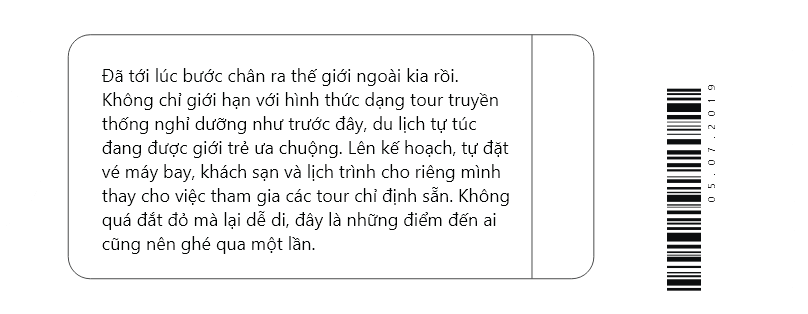 Đã tới lúc bước chân ra thế giới ngoài kia rồi.
Không chỉ giới hạn với hình thức dạng tour truyền
thống nghỉ dưỡng như trước đây, du lịch tự túc
đang được giới trẻ ưa chuộng. Lên kế hoạch, tự đặt
vé máy bay, khách sạn và lịch trình cho riêng mình
thay cho việc tham gia các tour chỉ định sẵn. Không
quá đắt đỏ mà lại dễ di, đây là những điểm đến ai
cũng nên ghé qua một lần.
05.07.2019